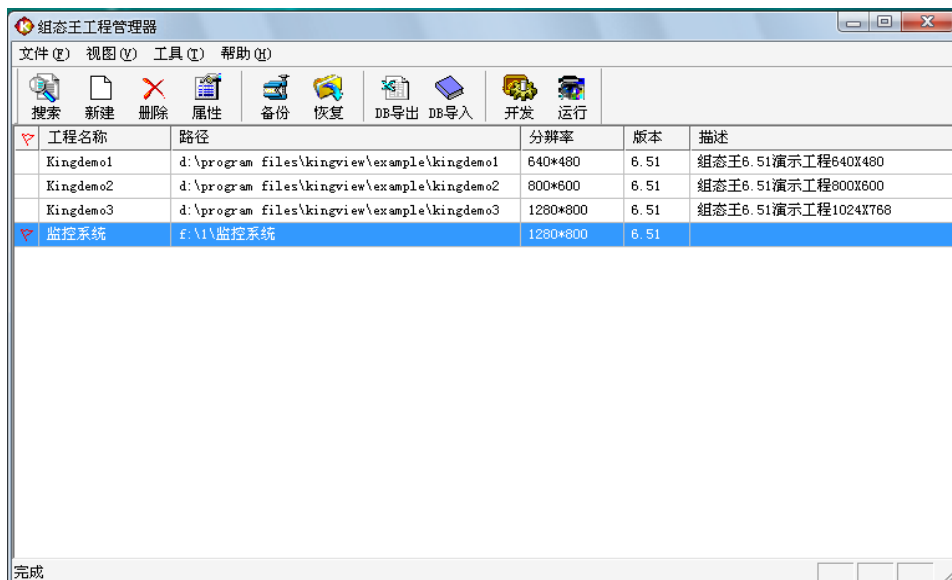 组态王工程管理器
文件(F) 视图(V) 工具(T) 帮助(H)
搜索 新建 删除 属性 备份 恢复 DB导出 DB导入 开发 运行
工程名称 路径 分辨率 版本 描述
Kingdemo1 d:\program files\kingview\example\kingdemo1 640*480 6.51 组态王6.51演示工程640X480
Kingdemo2 d:\program files\kingview\example\kingdemo2 800*600 6.51 组态王6.51演示工程800X600
Kingdemo3 d:\program files\kingview\example\kingdemo3 1280*800 6.51 组态王6.51演示工程1024X768
监控系统 f:\1\监控系统 1280*800 6.51
完成